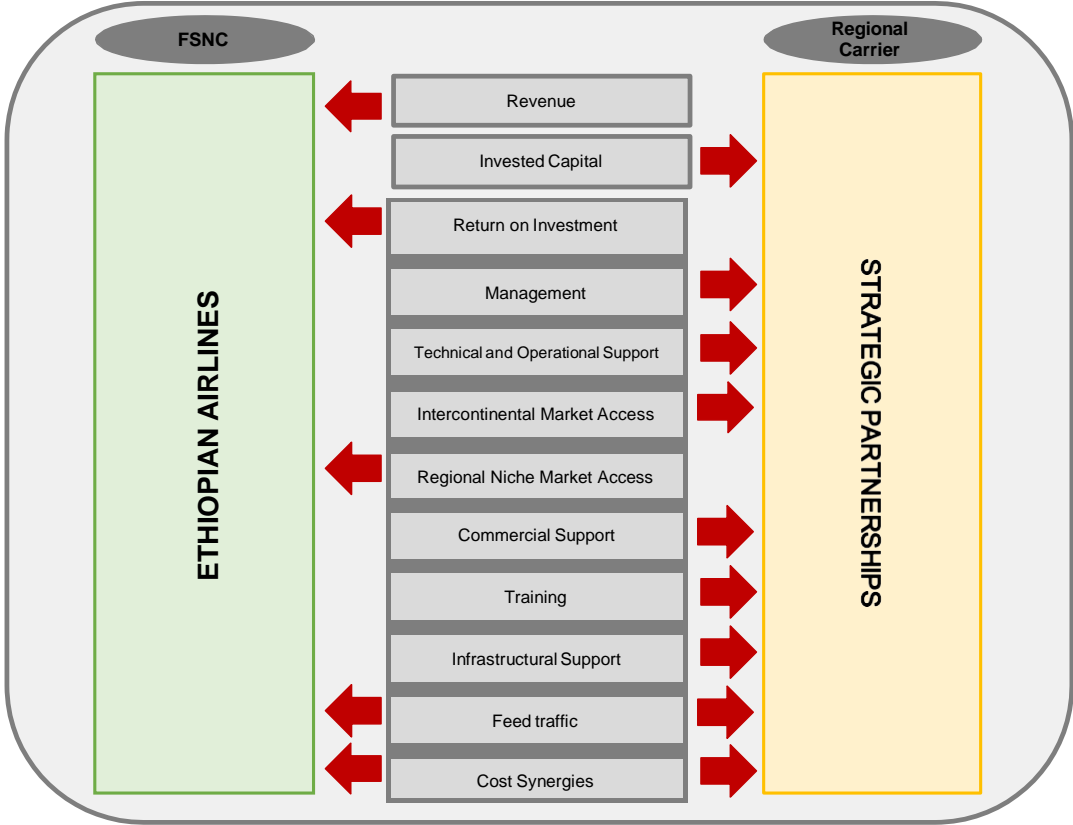 FSNC
Regional
Carrier
ETHIOPIAN AIRLINES
Revenue
Invested Capital
Return on Investment
Management
Technical and Operational Support
Intercontinental Market Access
Regional Niche Market Access
Commercial Support
Training
Infrastructural Support
Feed traffic
Cost Synergies
STRATEGIC PARTNERSHIPS